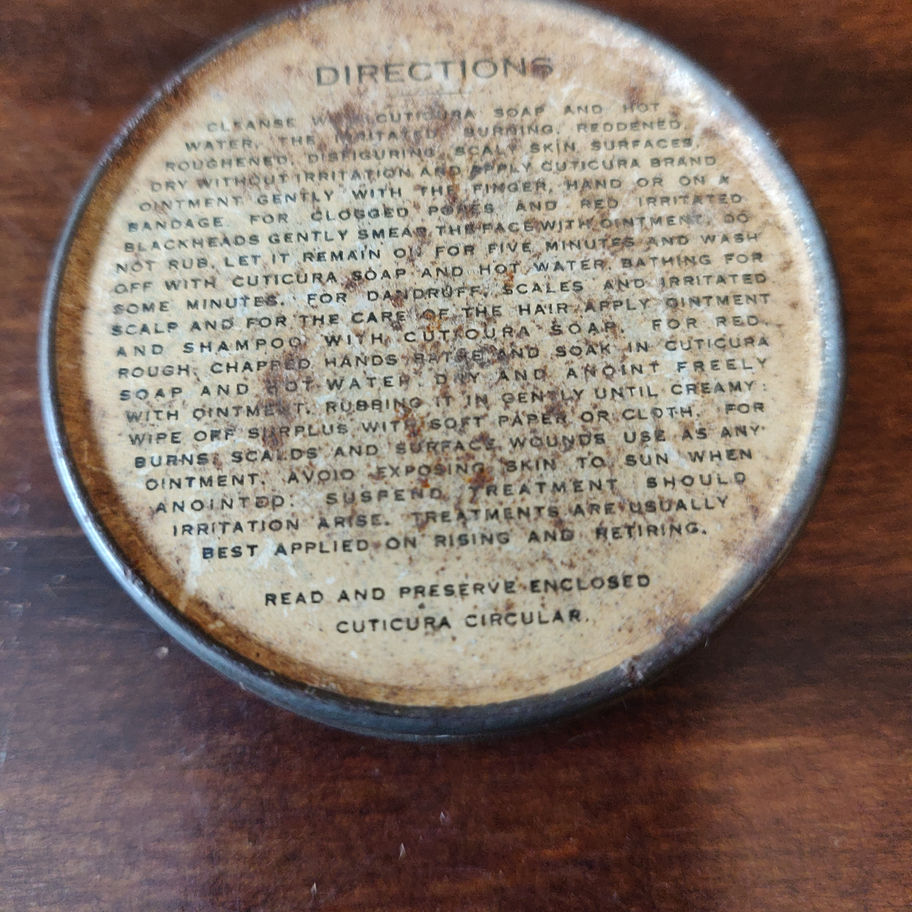 DIRECTIONS
CLEANSE WITH CUTICURA SOAP AND HOT
WATER, THE IRRITATED, BURNING, REDDENED,
ROUGHENED, DISFIGURING, SCALY SKIN, SURFACES,
DRY WITHOUT IRRITATION AND APPLY CUTICURA BRAND
OINTMENT GENTLY WITH THE FINGER, HAND OR ON A
BANDAGE. FOR CLOGGED PORES AND RED IRRITATED
BLACKHEADS GENTLY SMEAR THE FACE WITH OINTMENT, DO
NOT RUB, LET IT REMAIN ON FOR FIVE MINUTES AND WASH
OFF WITH CUTICURA SOAP AND HOT WATER, BATHING FOR
SOME MINUTES. FOR DANDRUFF, SCALES AND IRRITATED
SCALP AND FOR THE CARE OF THE HAIR APPLY OINTMENT
AND SHAMPOO WITH CUTICURA SOAP. FOR RED,
ROUGH, CHAPPED HANDS BATHE AND SOAK IN CUTICURA
SOAP AND HOT WATER, DRY AND ANOINT FREELY
WITH OINTMENT, RUBBING IT IN GENTLY UNTIL CREAMY;
WIPE OFF SURPLUS WITH SOFT PAPER OR CLOTH. FOR
BURNS, SCALDS AND SURFACE WOUNDS USE AS ANY
OINTMENT. AVOID EXPOSING SKIN TO SUN WHEN
ANOINTED. SUSPEND TREATMENT SHOULD
IRRITATION ARISE. TREATMENTS ARE USUALLY
BEST APPLIED ON RISING AND RETIRING.
READ AND PRESERVE ENCLOSED
CUTICURA CIRCULAR.